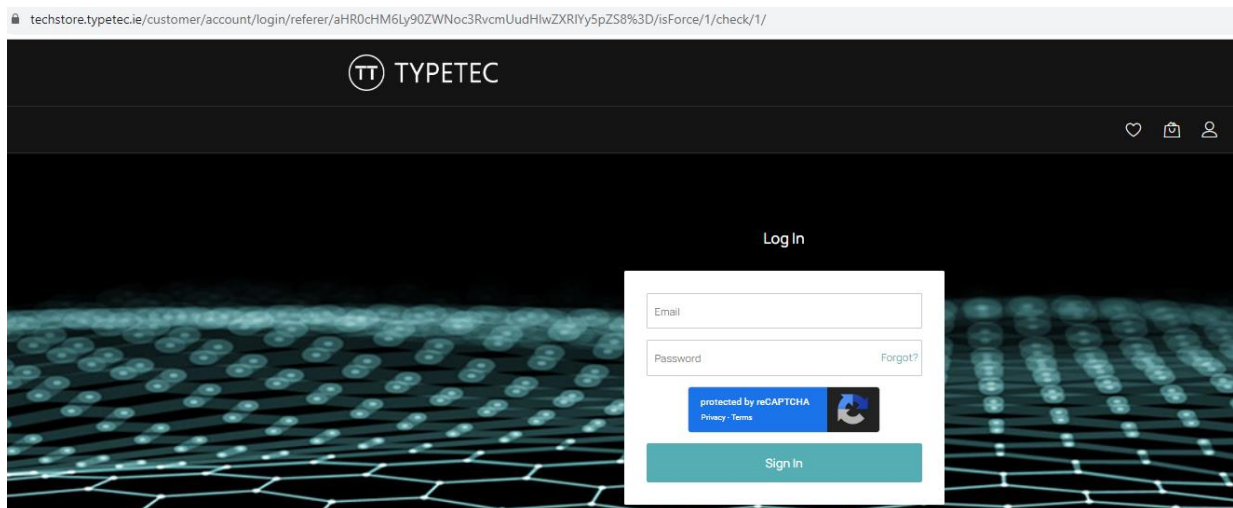 techstore.typetec.ie/customer/account/login/referer/aHR0cHM6Ly90ZWNoc3RvcmUudHlwZXRlYy5pZS8%3D/isForce/1/check/1/
TT TYPETEC
Log In
Email
Password Forgot?
protected by reCAPTCHA
Privacy - Terms
Sign In